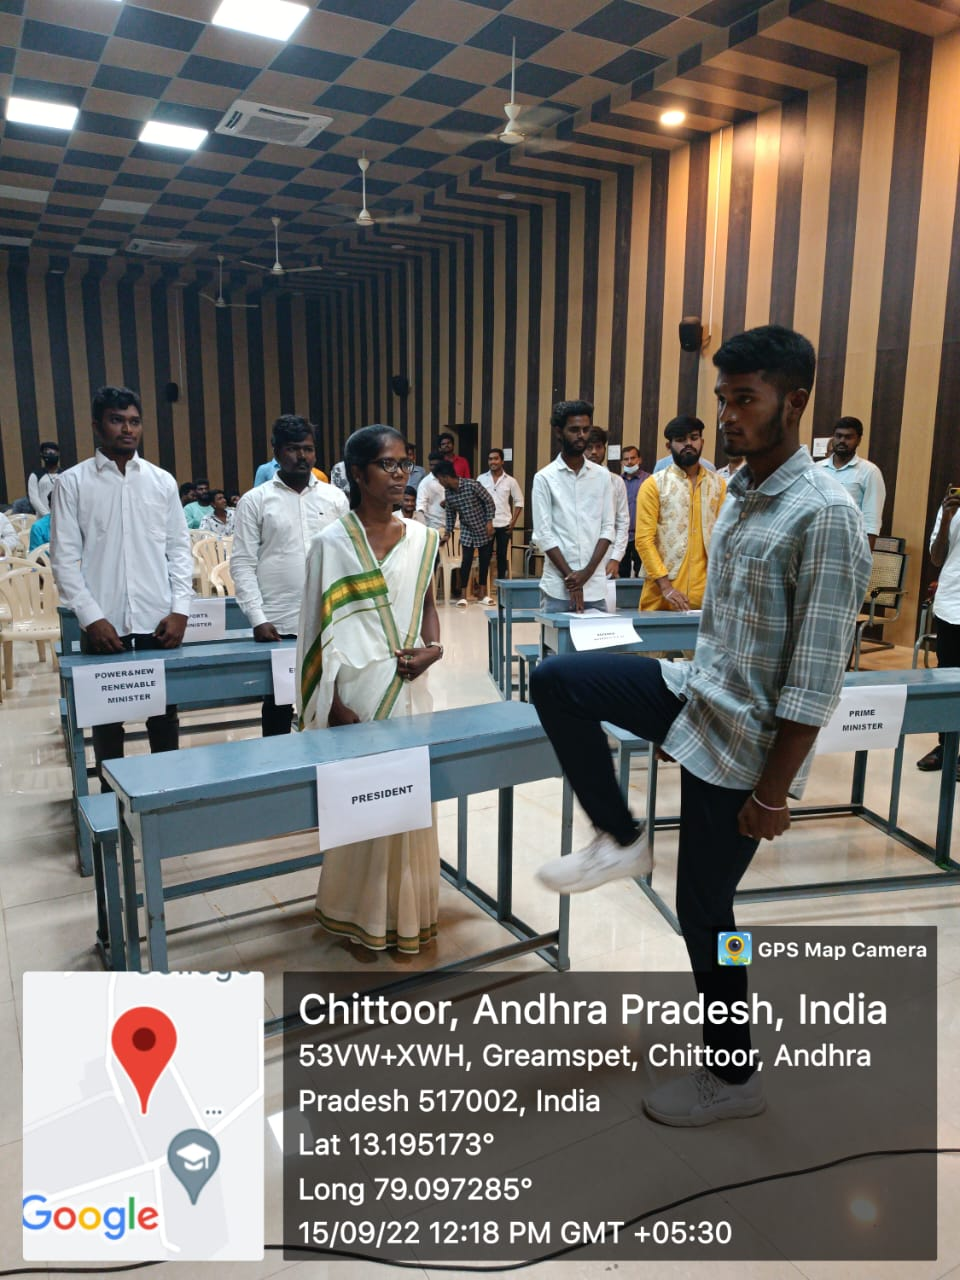 PORTS
MINISTER
POWER&NEW
RENEWABLE
MINISTER
E
PRESIDENT
PRIME
MINISTER
GPS Map Camera
College
Chittoor, Andhra Pradesh, India
53VW+XWH, Greamspet, Chittoor, Andhra
Pradesh 517002, India
Lat 13.195173°
Long 79.097285°
15/09/22 12:18 PM GMT +05:30
Google